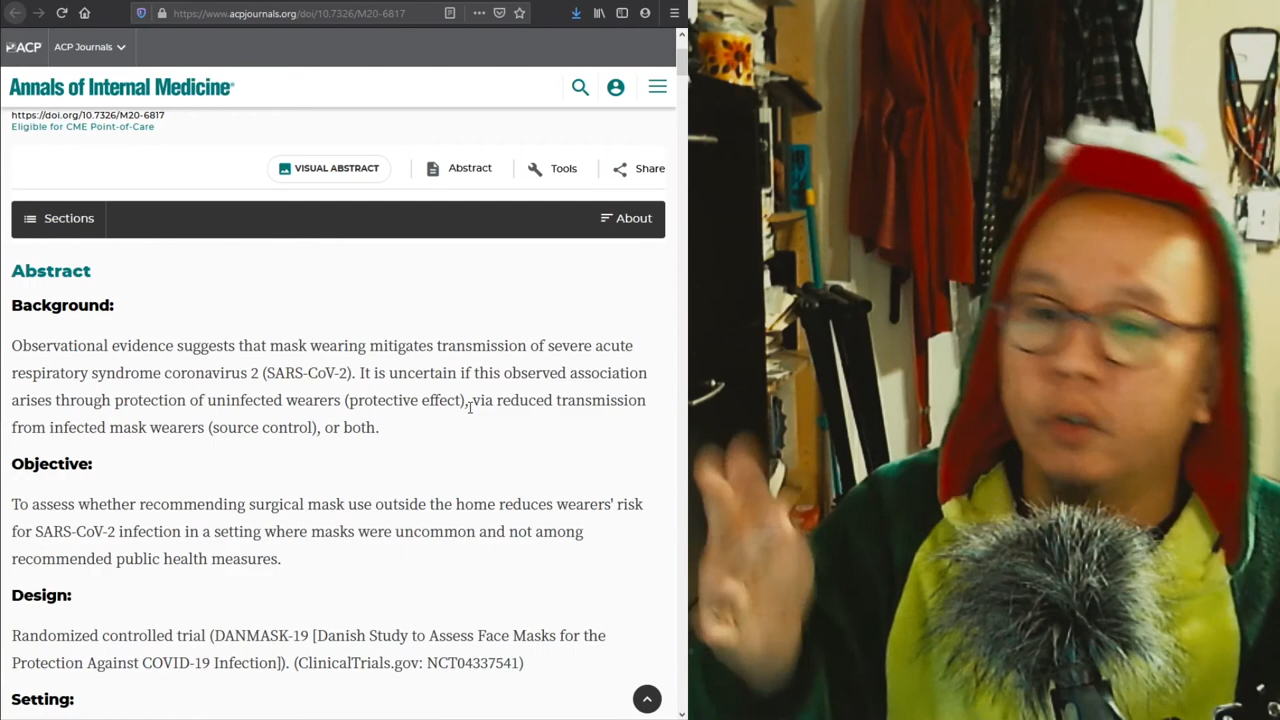 https://www.acpjournals.org/doi/10.7326/M20-6817
ACP
ACP Journals
Annals of Internal Medicine®
https://doi.org/10.7326/M20-6817
Eligible for CME Point-of-Care
VISUAL ABSTRACT
Abstract
Tools
Share
Sections
About
Abstract
Background:
Observational evidence suggests that mask wearing mitigates transmission of severe acute
respiratory syndrome coronavirus 2 (SARS-CoV-2). It is uncertain if this observed association
arises through protection of uninfected wearers (protective effect), via reduced transmission
from infected mask wearers (source control), or both.
Objective:
To assess whether recommending surgical mask use outside the home reduces wearers' risk
for SARS-CoV-2 infection in a setting where masks were uncommon and not among
recommended public health measures.
Design:
Randomized controlled trial (DANMASK-19 [Danish Study to Assess Face Masks for the
Protection Against COVID-19 Infection]). (ClinicalTrials.gov: NCT04337541)
Setting: